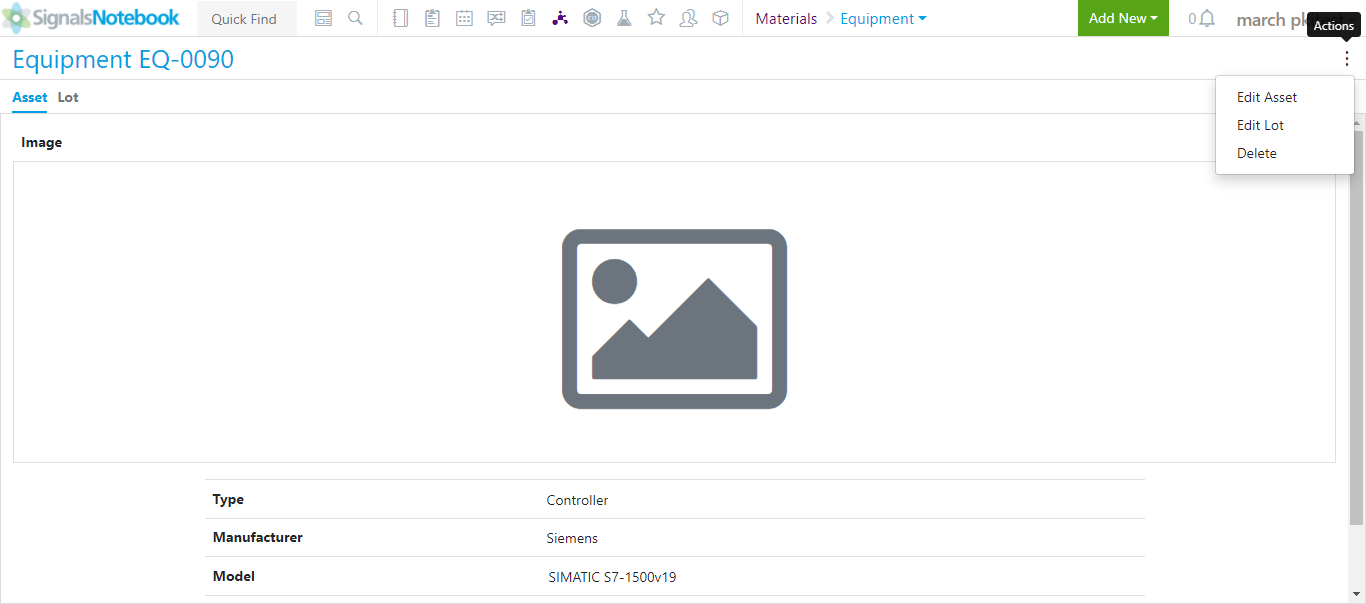 SignalsNotebook
Quick Find
Materials
Equipment
Add New
0
march
Actions
Equipment EQ-0090
Asset
Lot
Edit Asset
Edit Lot
Delete
Image
Type
Controller
Manufacturer
Siemens
Model
SIMATIC S7-1500v19